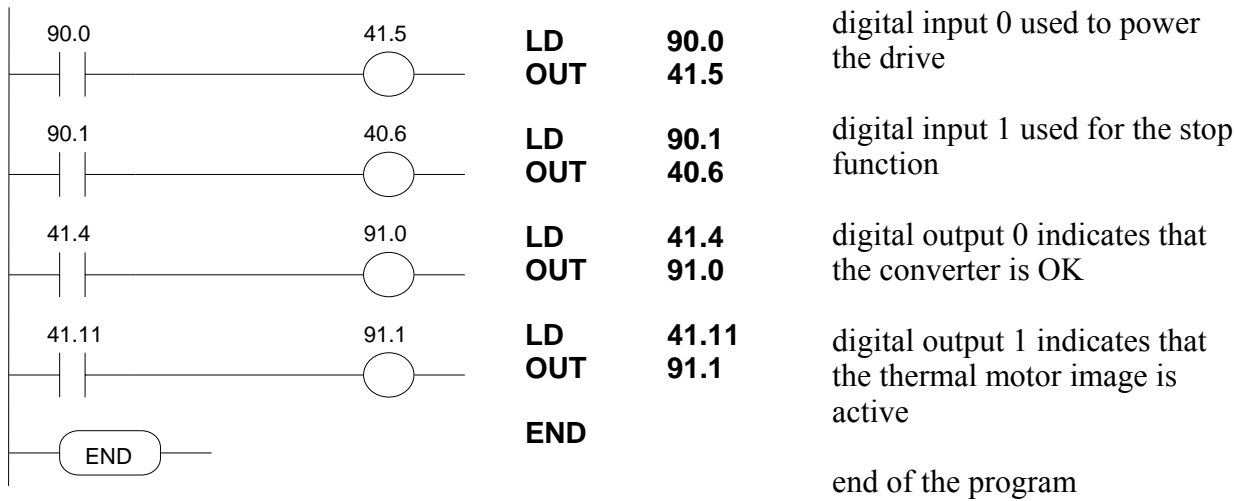 90.0 41.5
LD 90.0
OUT 41.5
digital input 0 used to power
the drive
90.1 40.6
LD 90.1
OUT 40.6
digital input 1 used for the stop
function
41.4 91.0
LD 41.4
OUT 91.0
digital output 0 indicates that
the converter is OK
41.11 91.1
LD 41.11
OUT 91.1
digital output 1 indicates that
the thermal motor image is
active
END
END
end of the program